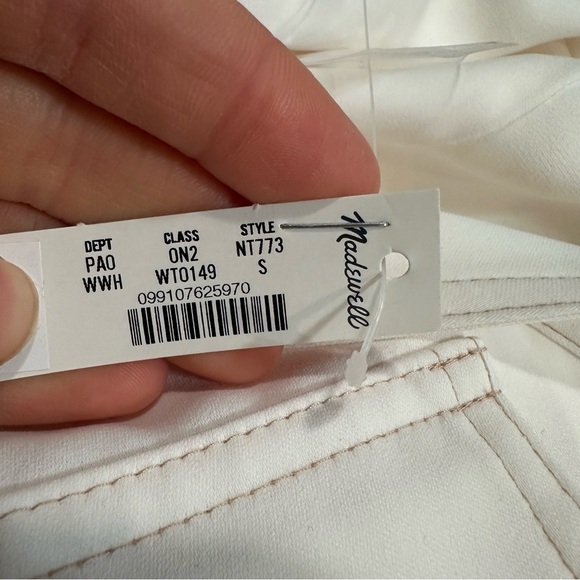 DEPT CLASS STYLE
PAO ON2 NT773
WWH WT0149 S
099107625970
Madewell